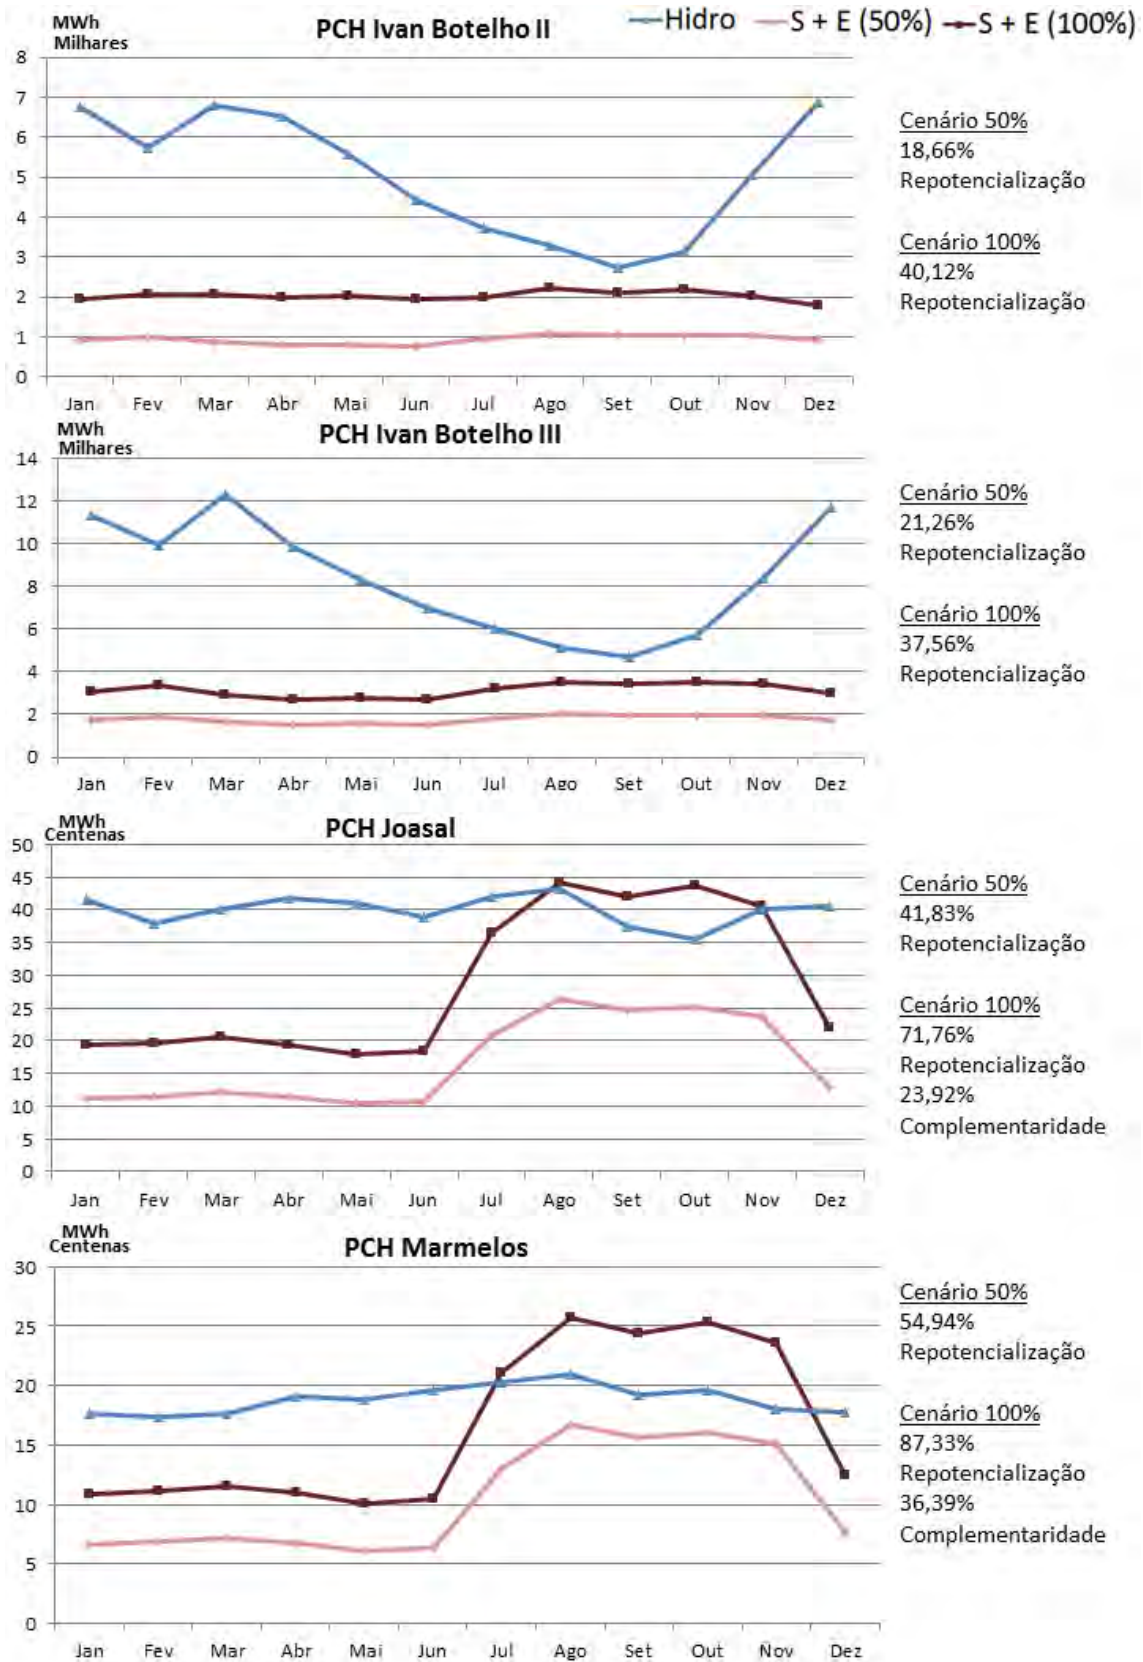 MWh
Milhares
PCH Ivan Botelho II
Hidro S + E (50%) S + E (100%)
8
7
6
5
4
3
2
1
0
Jan Fev Mar Abr Mai Jun Jul Ago Set Out Nov Dez
Cenário 50%
18,66%
Repotencialização
Cenário 100%
40,12%
Repotencialização
MWh
Milhares
PCH Ivan Botelho III
14
12
10
8
6
4
2
0
Jan Fev Mar Abr Mai Jun Jul Ago Set Out Nov Dez
Cenário 50%
21,26%
Repotencialização
Cenário 100%
37,56%
Repotencialização
MWh
Centenas
PCH Joasal
50
45
40
35
30
25
20
15
10
5
0
Jan Fev Mar Abr Mai Jun Jul Ago Set Out Nov Dez
Cenário 50%
41,83%
Repotencialização
Cenário 100%
71,76%
Repotencialização
23,92%
Complementaridade
MWh
Centenas
PCH Marmelos
30
25
20
15
10
5
0
Jan Fev Mar Abr Mai Jun Jul Ago Set Out Nov Dez
Cenário 50%
54,94%
Repotencialização
Cenário 100%
87,33%
Repotencialização
36,39%
Complementaridade